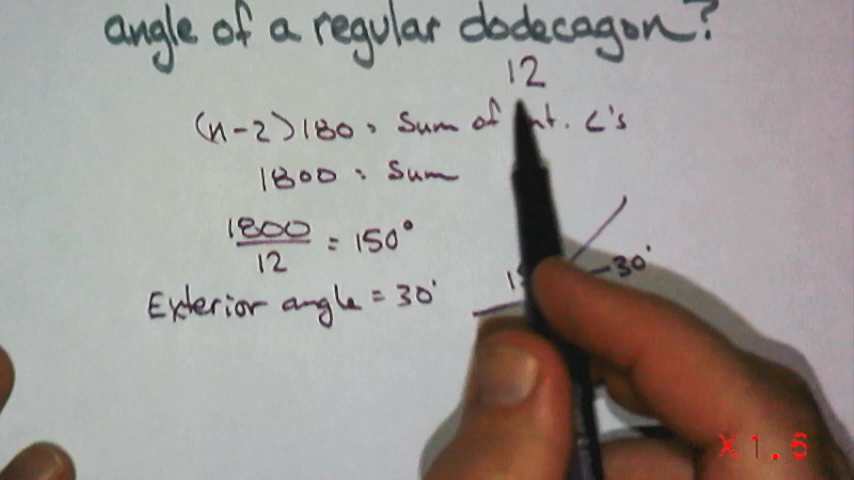 angle of a regular dodecagon?
12
(n-2)180 = Sum of int. ∠'s
1800 = Sum
1800
12
= 150°
30°
Exterior angle = 30°
X1.5